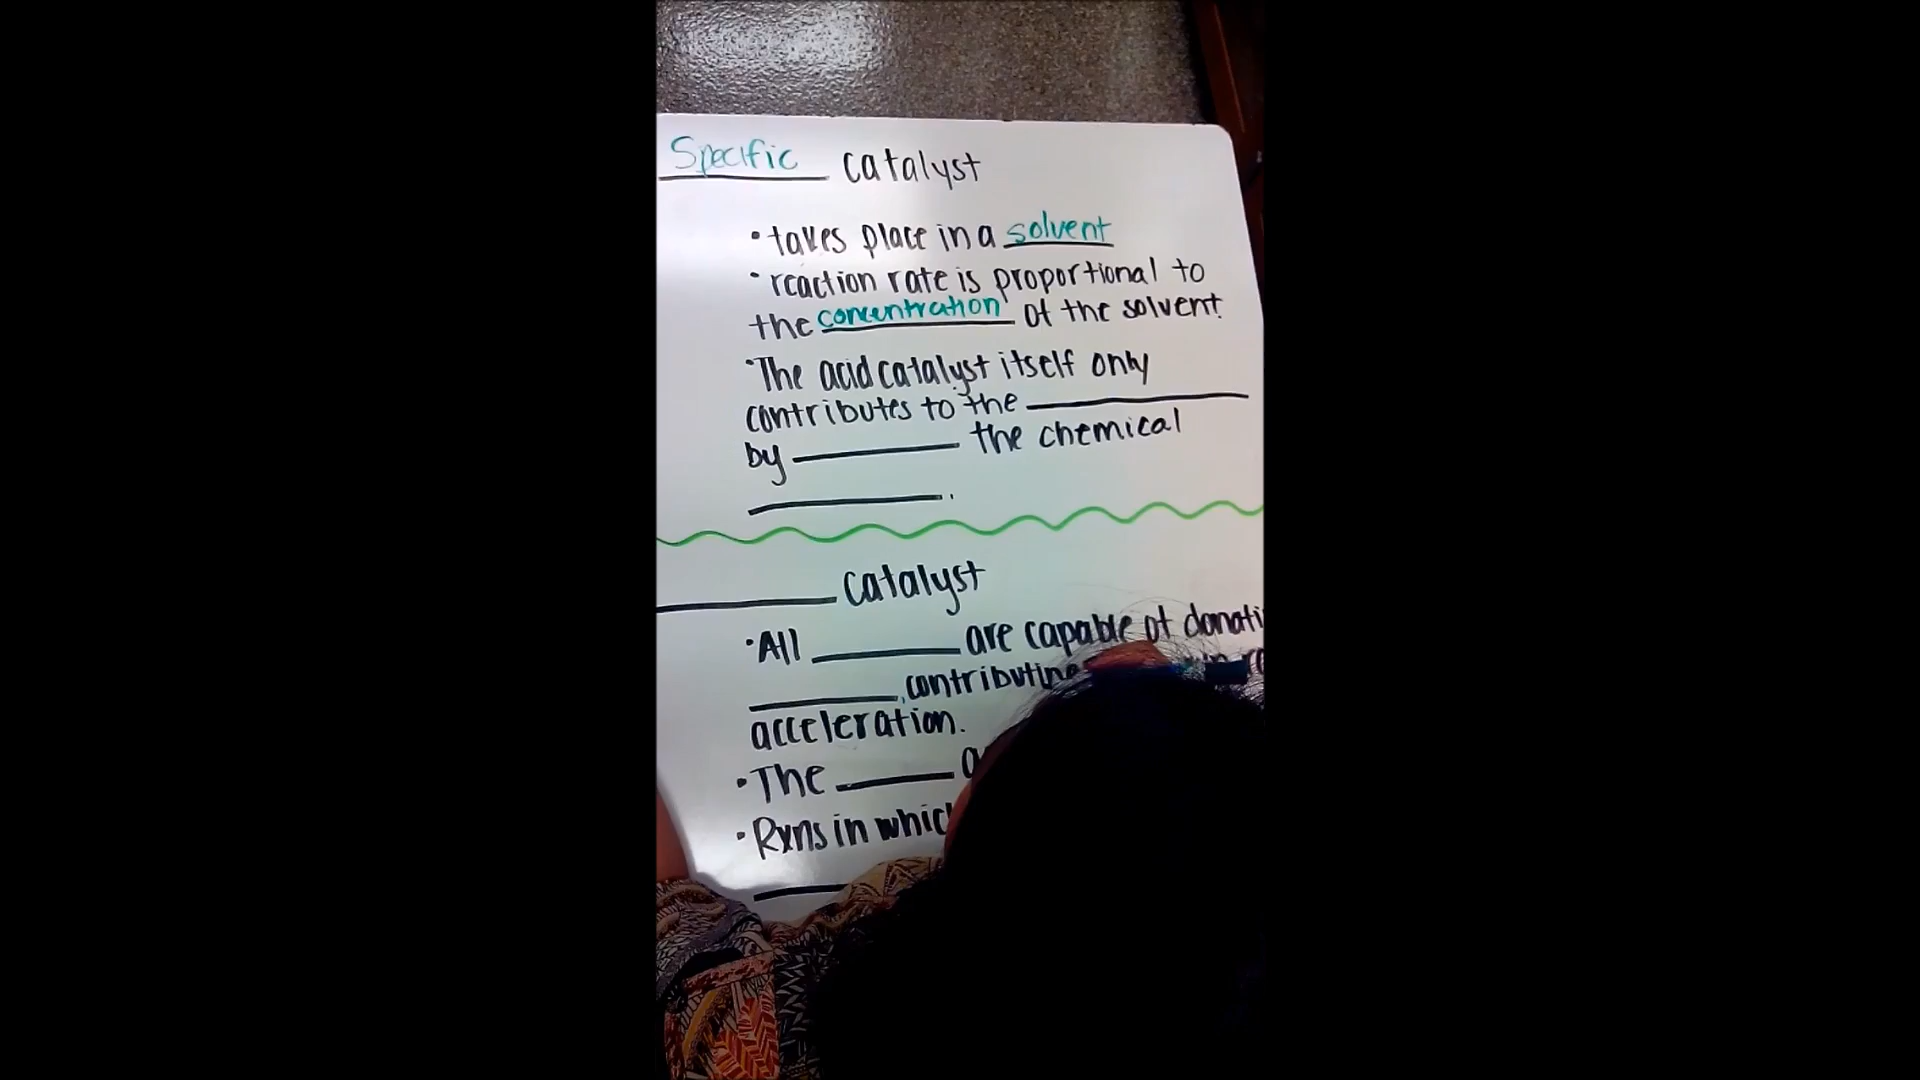 Specific catalyst
• takes place in a solvent
• reaction rate is proportional to
the concentration of the solvent.
• The acid catalyst itself only
contributes to the
by the chemical
.
catalyst
• All are capable of donati
, contributing
acceleration.
• The
• Rxns in whic